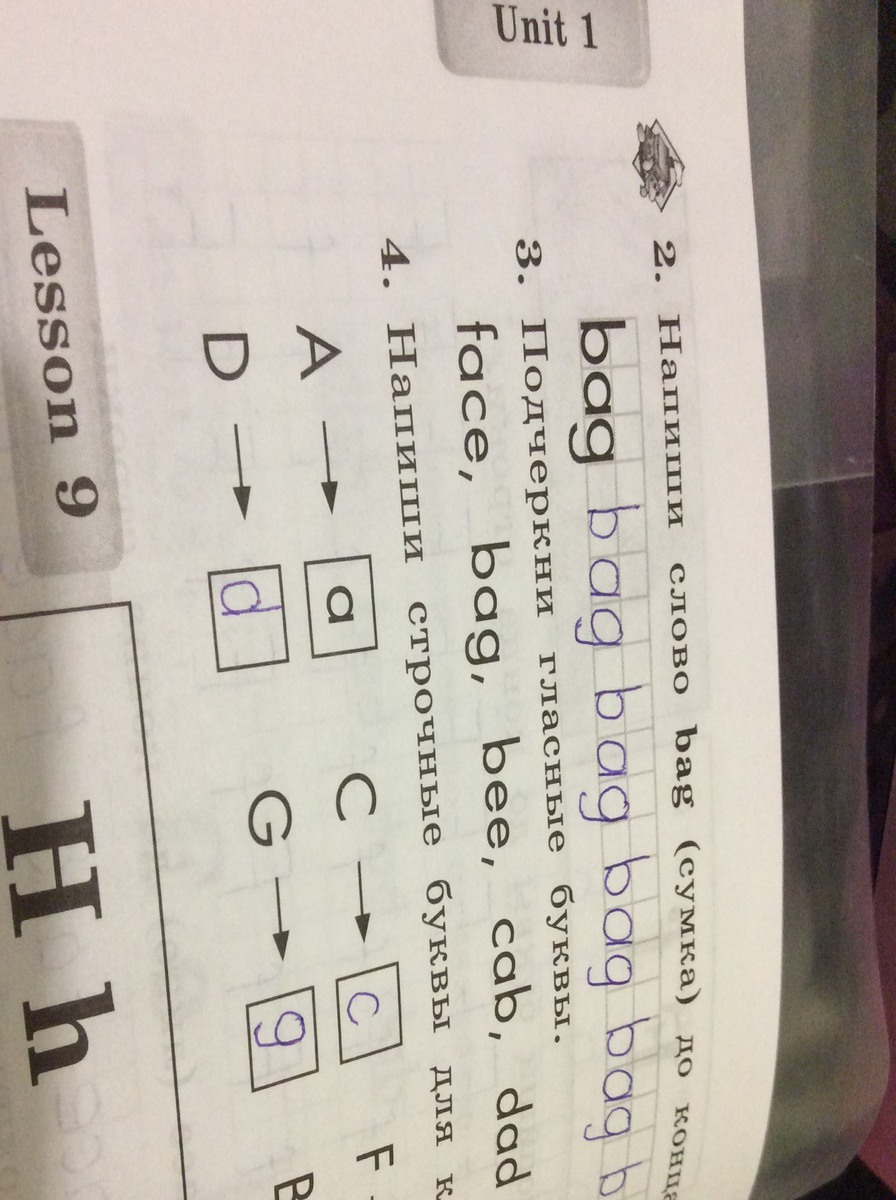 Unit 1
2. Напиши слово bag (сумка) до конца
bag bag bag bag bag b
3. Подчеркни гласные буквы.
face, bag, bee, cab, dad
4. Напиши строчные буквы для к
A → a C → c F
D → d G → g B
Lesson 9
H h